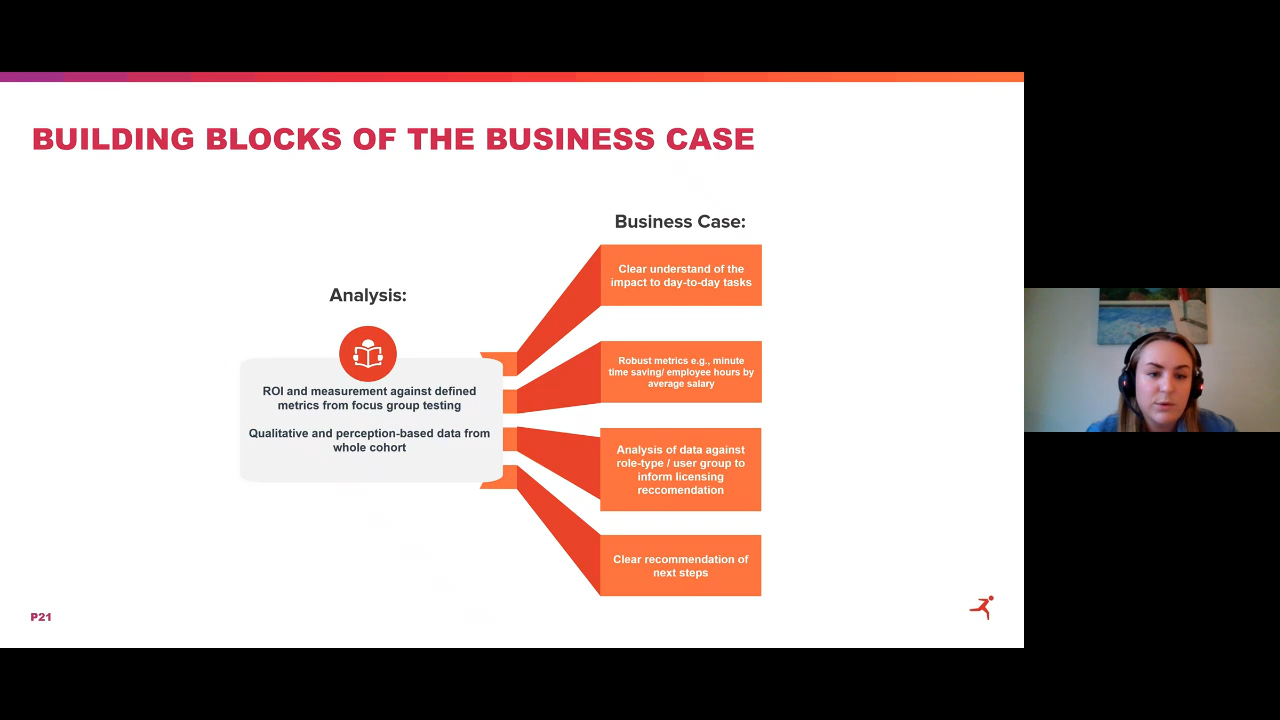 BUILDING BLOCKS OF THE BUSINESS CASE
Analysis:
ROI and measurement against defined
metrics from focus group testing
Qualitative and perception-based data from
whole cohort
Business Case:
Clear understand of the
impact to day-to-day tasks
Robust metrics e.g., minute
time saving/ employee hours by
average salary
Analysis of data against
role-type / user group to
inform licensing
reccomendation
Clear recommendation of
next steps
P21